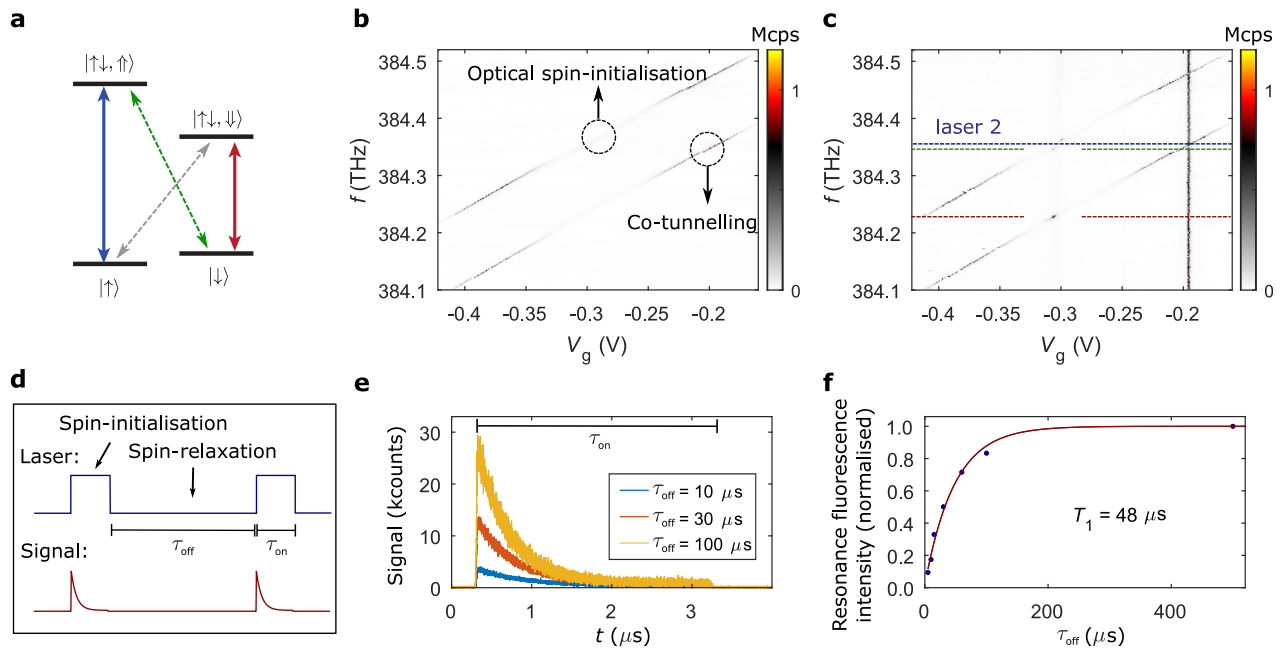 a
|↑↓, ⇑⟩
|↑↓, ⇓⟩
|↑⟩
|↓⟩
b
Mcps
384.5
384.4
384.3
384.2
384.1
f (THz)
Optical spin-initialisation
Co-tunnelling
1
0
-0.4
-0.35
-0.3
-0.25
-0.2
V_g (V)
c
Mcps
384.5
384.4
384.3
384.2
384.1
f (THz)
laser 2
1
0
-0.4
-0.35
-0.3
-0.25
-0.2
V_g (V)
d
Spin-initialisation
Laser:
Spin-relaxation
τ_off
τ_on
Signal:
e
30
20
10
0
Signal (kcounts)
τ_on
τ_off = 10 μs
τ_off = 30 μs
τ_off = 100 μs
0
1
2
3
t (μs)
f
Resonance fluorescence
intensity (normalised)
1.0
0.8
0.6
0.4
0.2
0.0
T_1 = 48 μs
0
200
400
τ_off (μs)